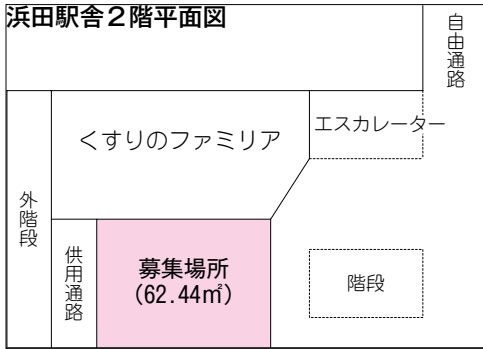 浜田駅舎２階平面図
自由通路
エスカレーター
くすりのファミリア
外階段
供用通路
募集場所
(62.44㎡)
階段